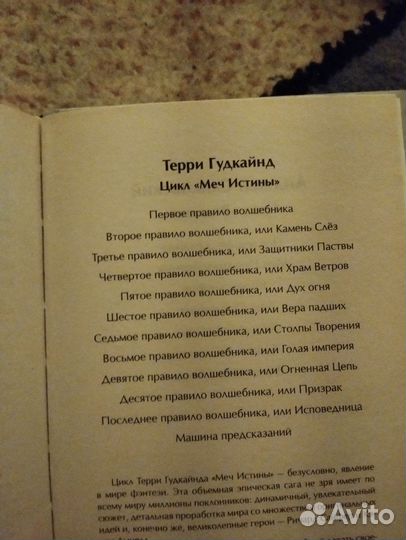 Терри Гудкайнд
Цикл «Меч Истины»
Первое правило волшебника
Второе правило волшебника, или Камень Слёз
Третье правило волшебника, или Защитники Паствы
Четвертое правило волшебника, или Храм Ветров
Пятое правило волшебника, или Дух огня
Шестое правило волшебника, или Вера падших
Седьмое правило волшебника, или Столпы Творения
Восьмое правило волшебника, или Голая империя
Девятое правило волшебника, или Огненная Цепь
Десятое правило волшебника, или Призрак
Последнее правило волшебника, или Исповедница
Машина предсказаний
Цикл Терри Гудкайнда «Меч Истины» — безусловно, явление
в мире фэнтези. Эта объемная эпическая сага не зря имеет по
всему миру миллионы поклонников: динамичный, увлекательный
сюжет, детальная проработка мира со множеством
идей и, конечно же, великолепные герои —
Avito